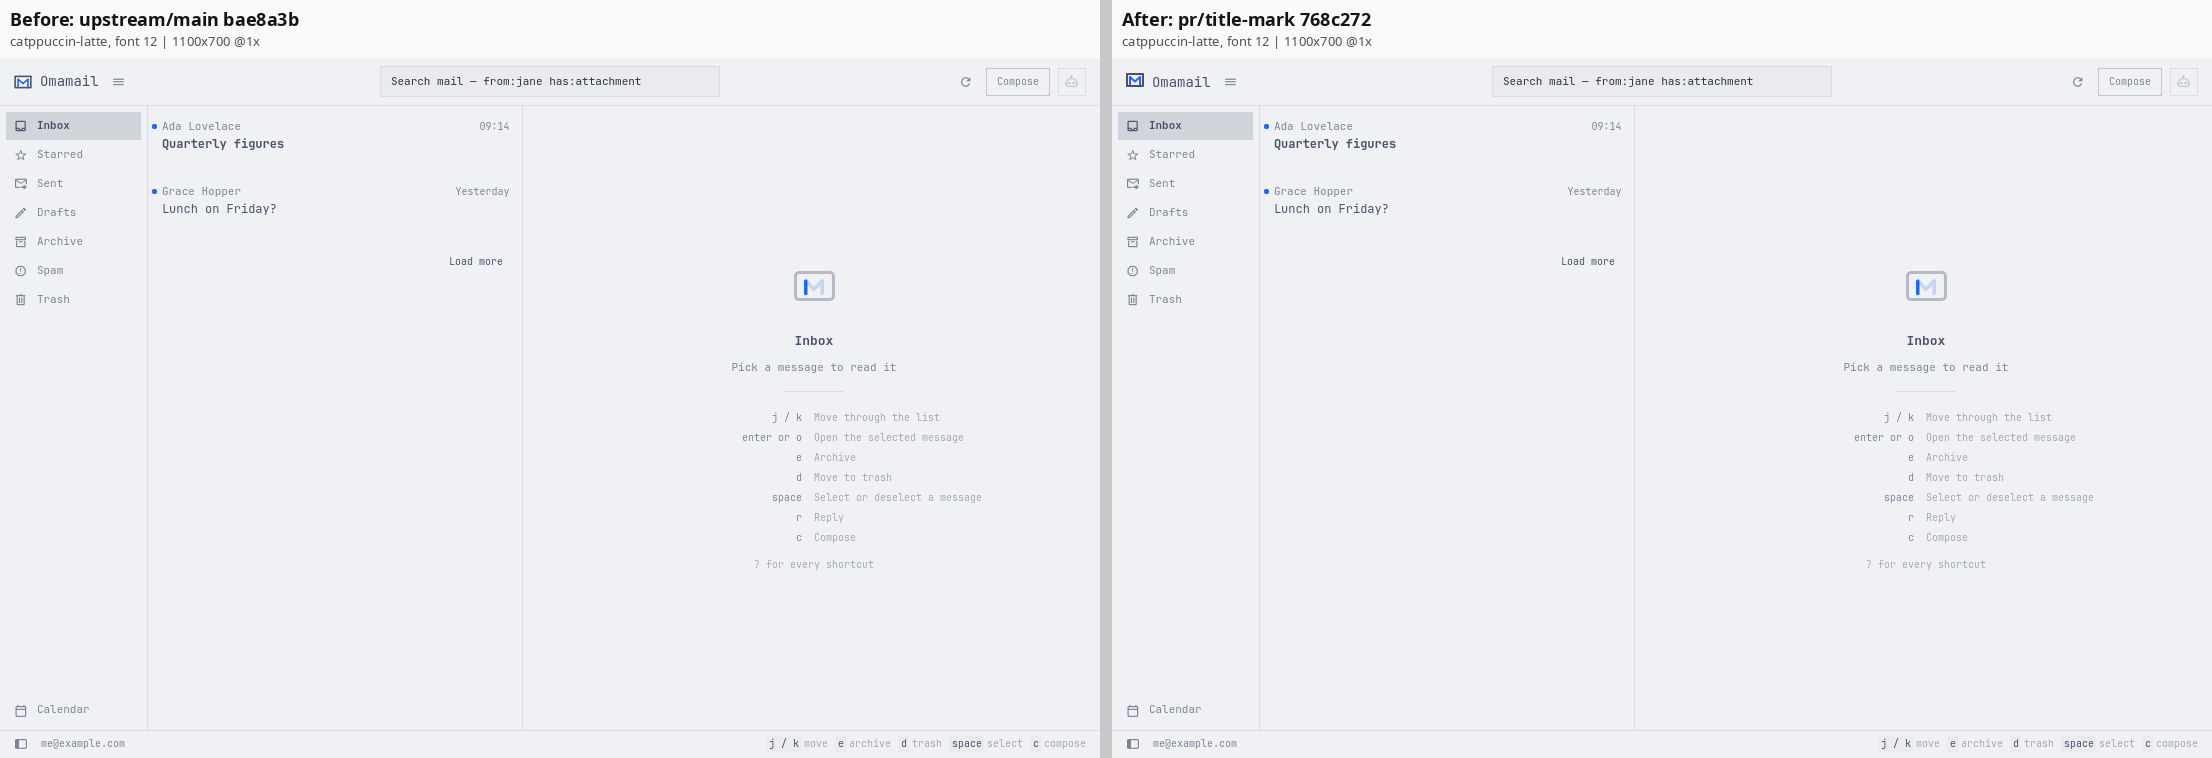 Before: upstream/main bae8a3b
catppuccin-latte, font 12 | 1100x700 @1x
Omamail
Search mail — from:jane has:attachment
Compose
Inbox
Starred
Sent
Drafts
Archive
Spam
Trash
Ada Lovelace 09:14
Quarterly figures
Grace Hopper Yesterday
Lunch on Friday?
Load more
Inbox
Pick a message to read it
j / k Move through the list
enter or o Open the selected message
e Archive
d Move to trash
space Select or deselect a message
r Reply
c Compose
? for every shortcut
Calendar
me@example.com
j / k move e archive d trash space select c compose
After: pr/title-mark 768c272
catppuccin-latte, font 12 | 1100x700 @1x
Omamail
Search mail — from:jane has:attachment
Compose
Inbox
Starred
Sent
Drafts
Archive
Spam
Trash
Ada Lovelace 09:14
Quarterly figures
Grace Hopper Yesterday
Lunch on Friday?
Load more
Inbox
Pick a message to read it
j / k Move through the list
enter or o Open the selected message
e Archive
d Move to trash
space Select or deselect a message
r Reply
c Compose
? for every shortcut
Calendar
me@example.com
j / k move e archive d trash space select c compose